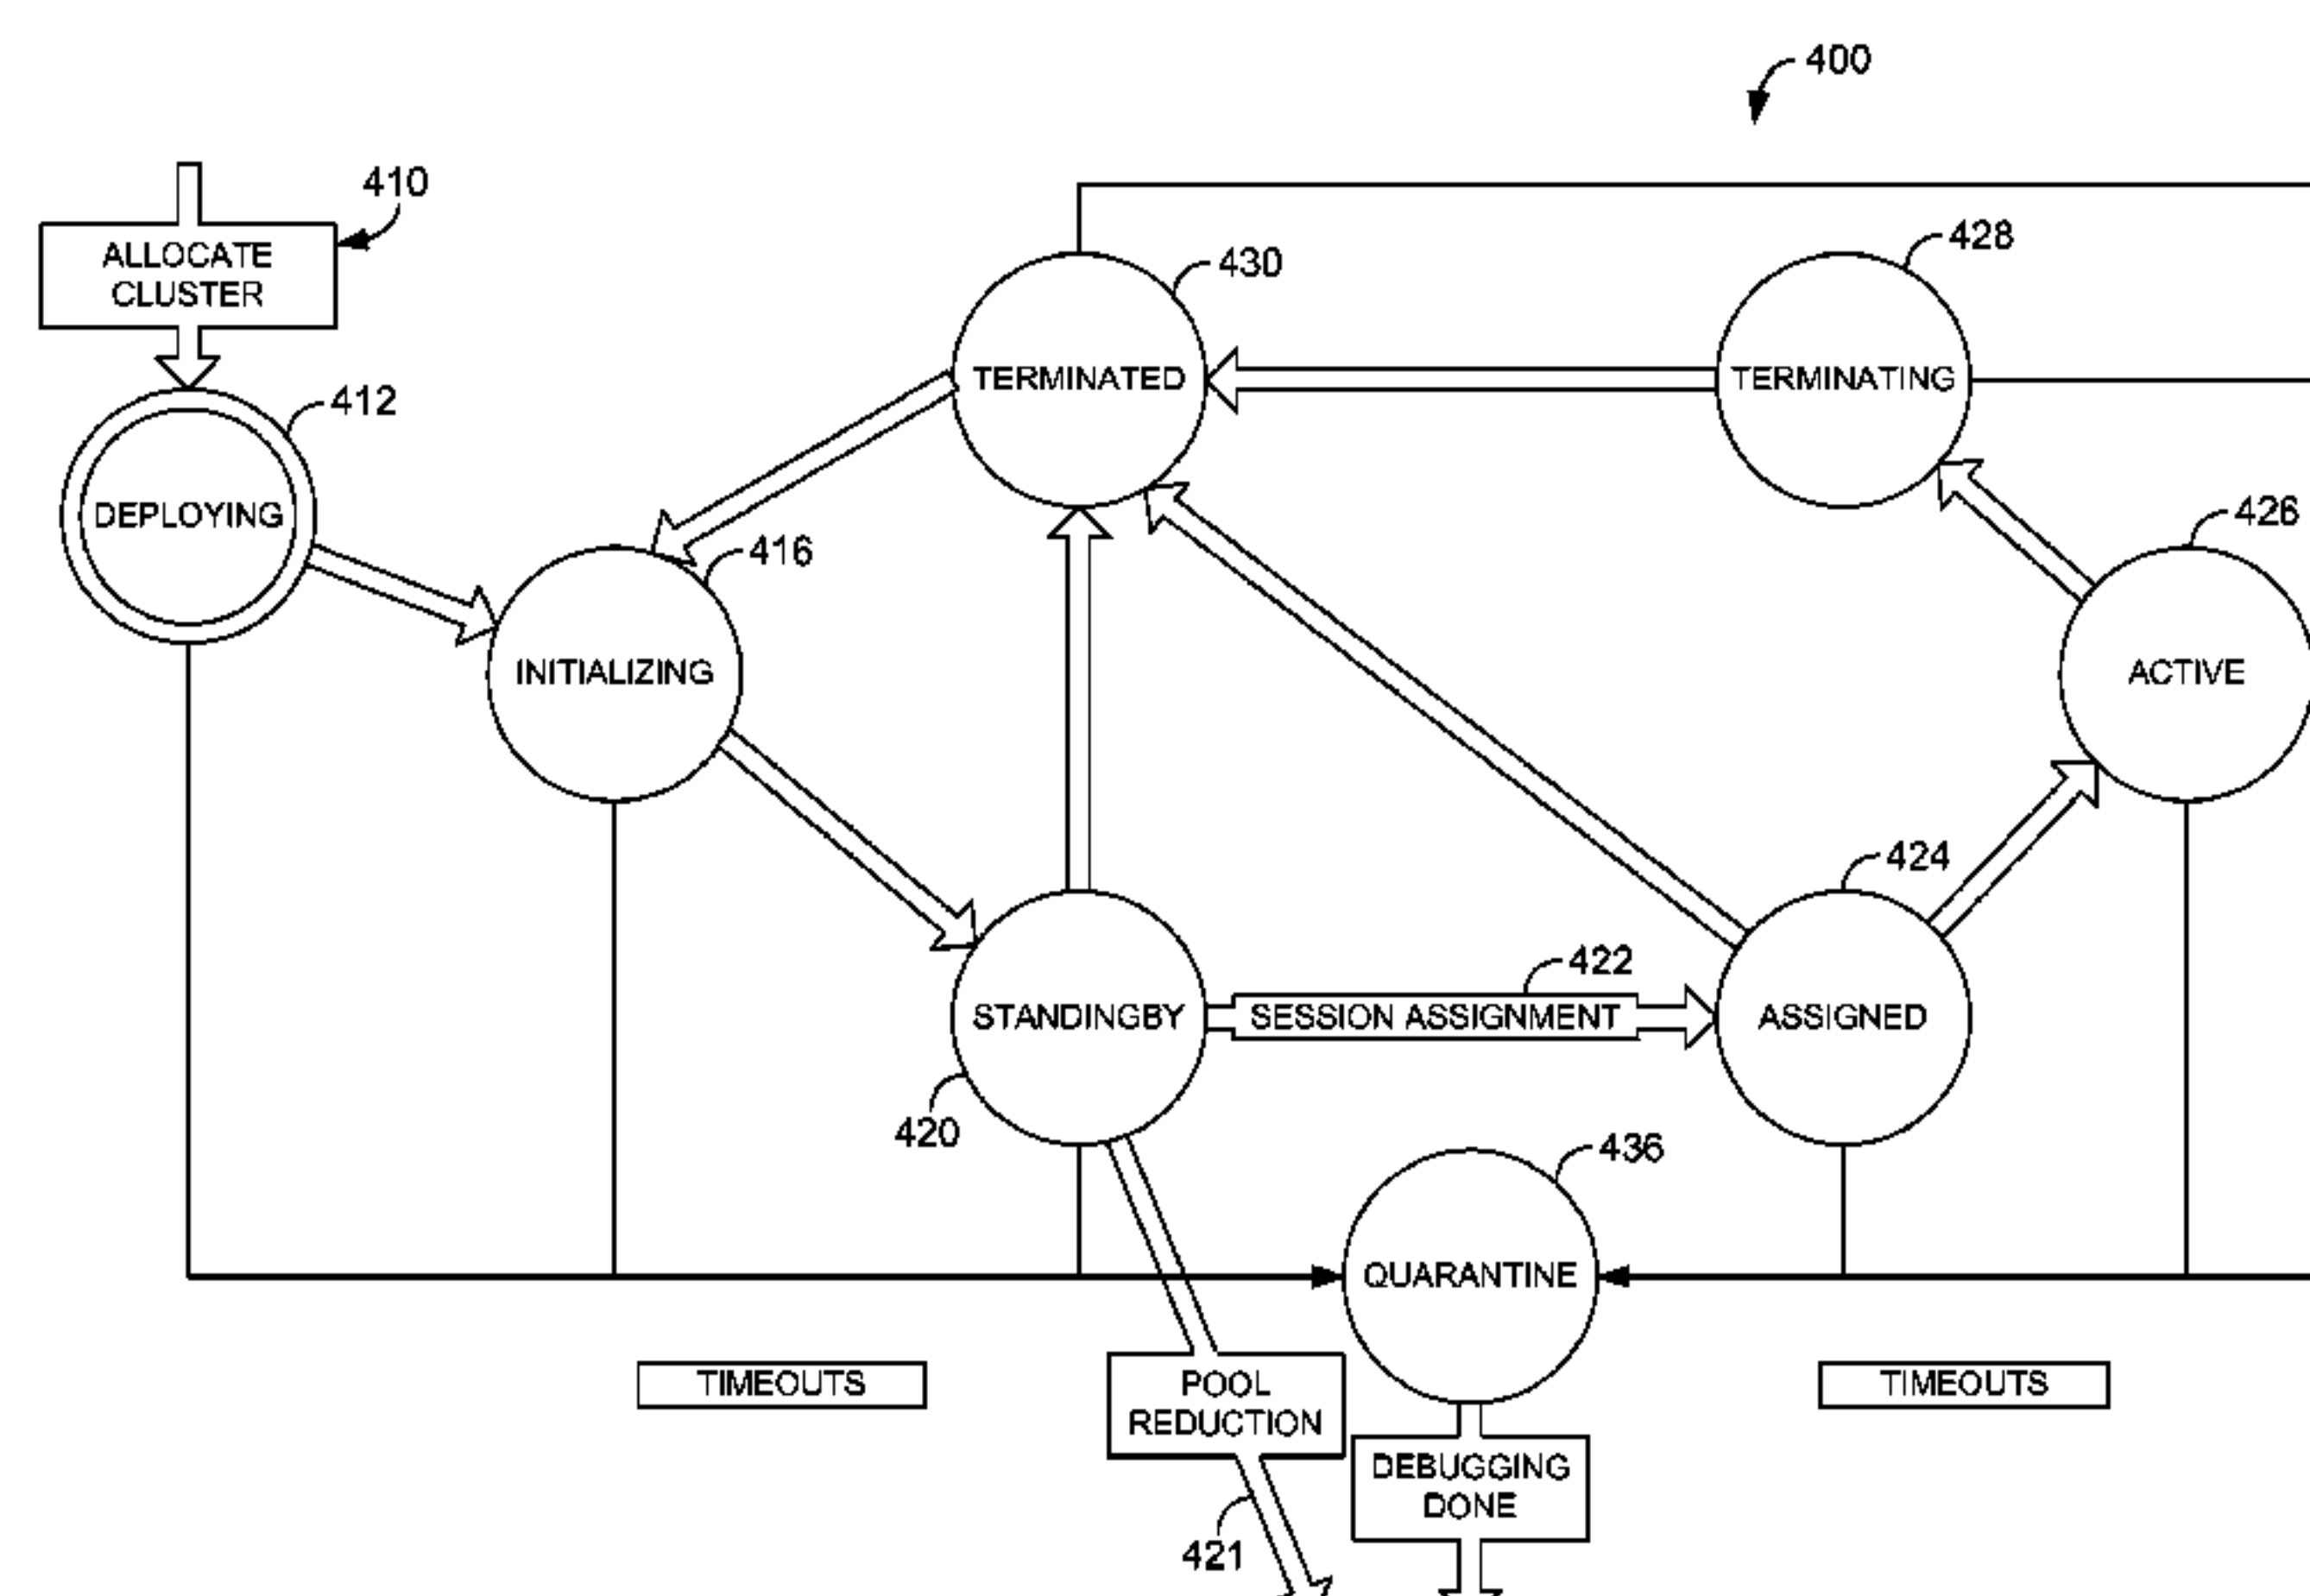 400
410
ALLOCATE
CLUSTER
430
428
412
TERMINATED
TERMINATING
DEPLOYING
426
416
INITIALIZING
ACTIVE
424
422
STANDINGBY
SESSION ASSIGNMENT
ASSIGNED
420
436
QUARANTINE
TIMEOUTS
POOL
REDUCTION
TIMEOUTS
DEBUGGING
DONE
421